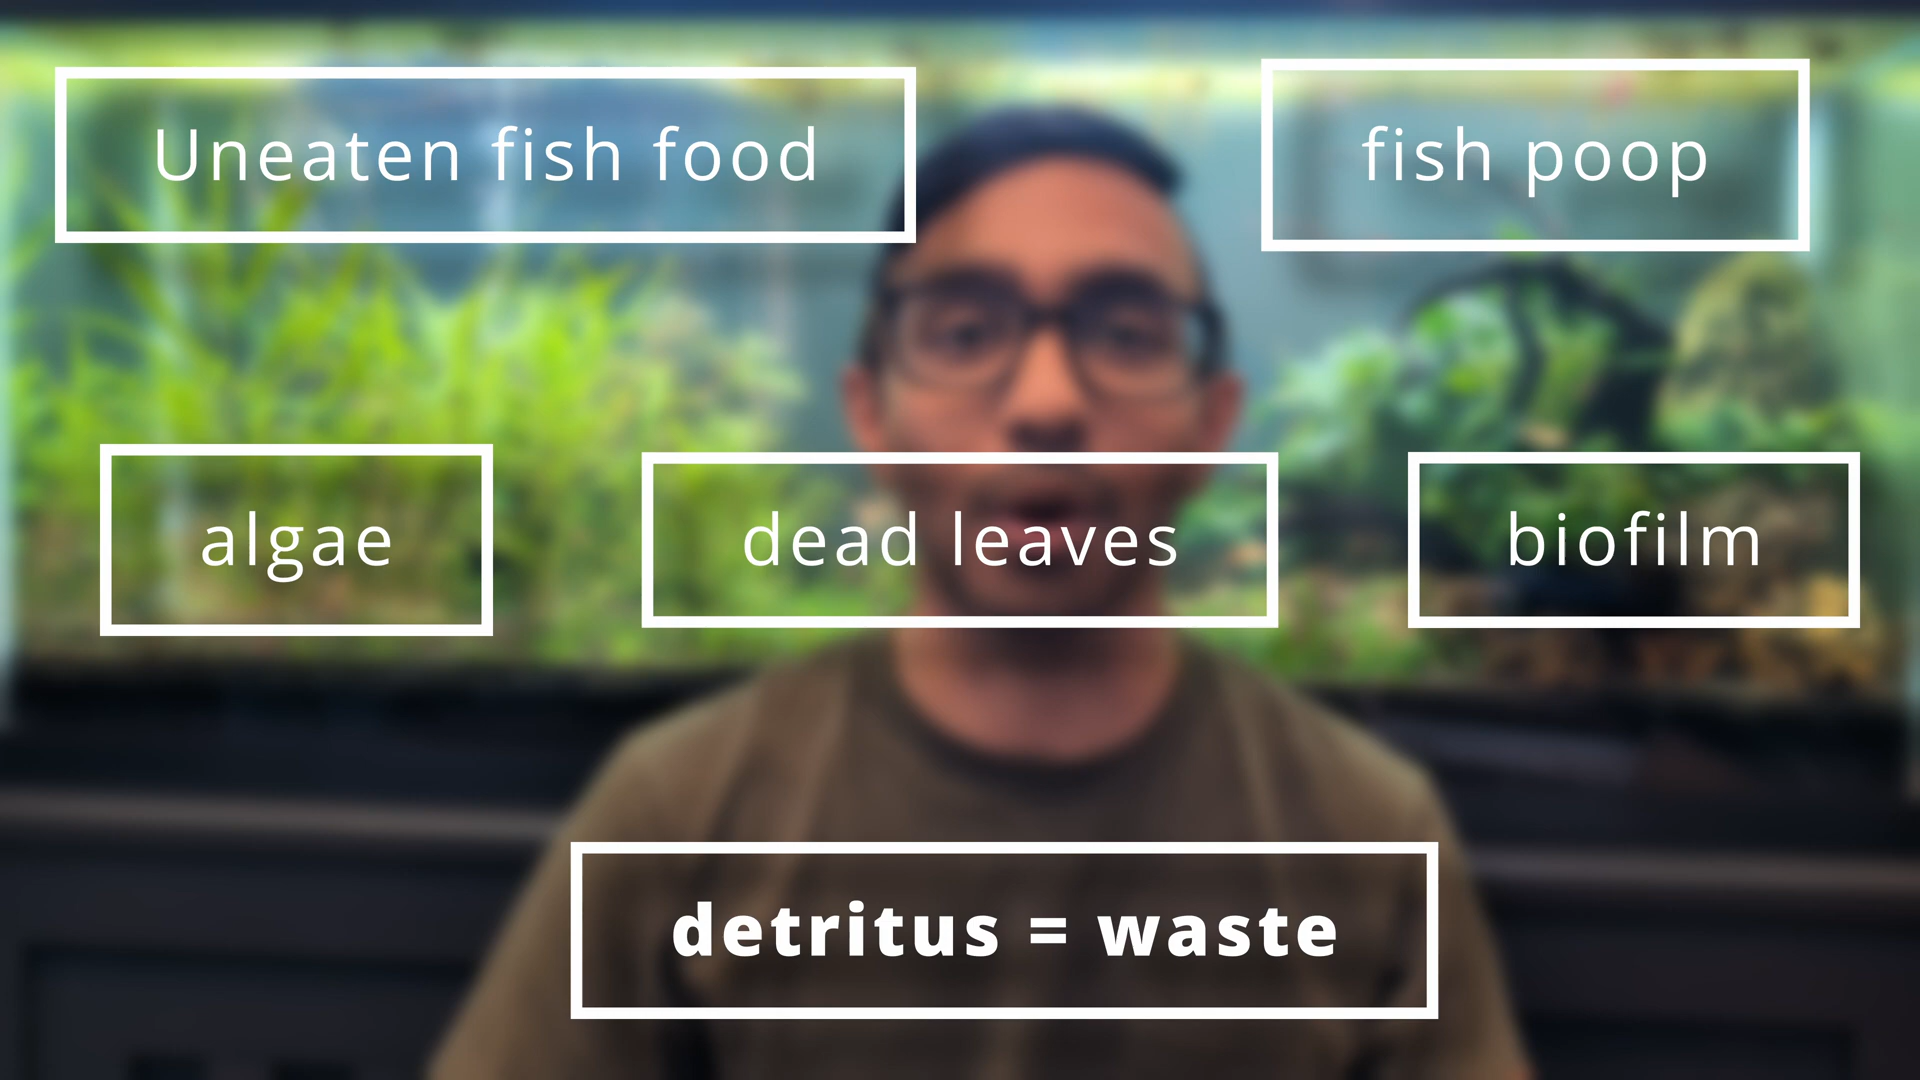 Uneaten fish food
fish poop
algae
dead leaves
biofilm
detritus = waste